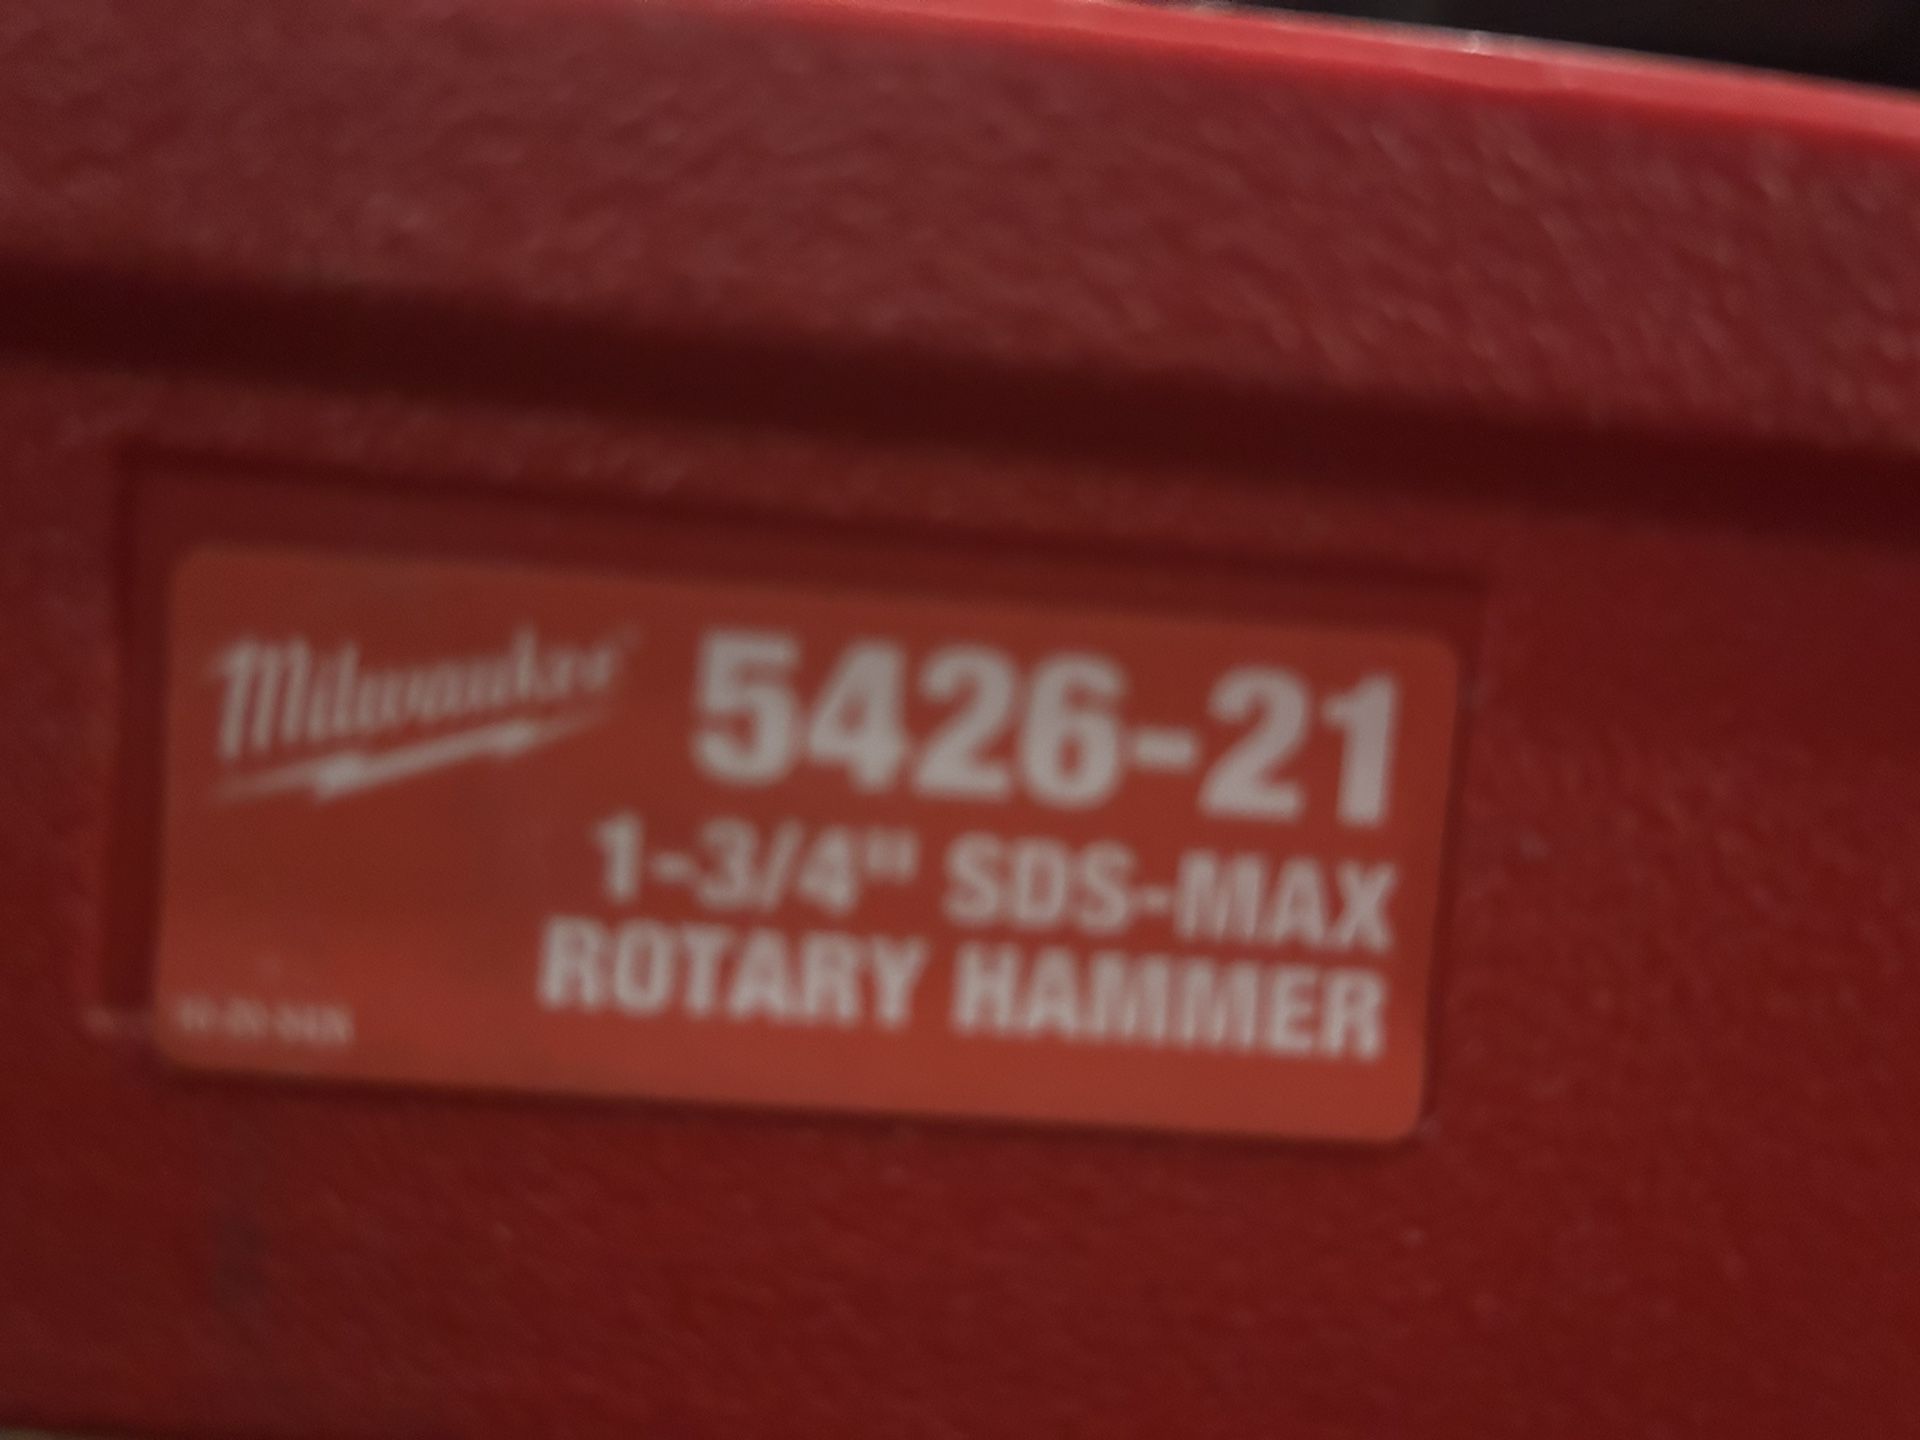 Milwaukee
5426-21
1-3/4" SDS-MAX
ROTARY HAMMER